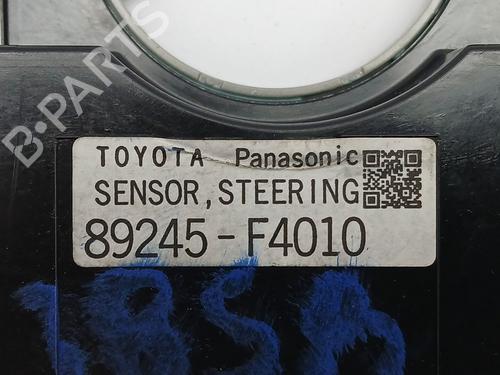 B-PARTS
TOYOTA Panasonic
SENSOR, STEERING
89245-F4010